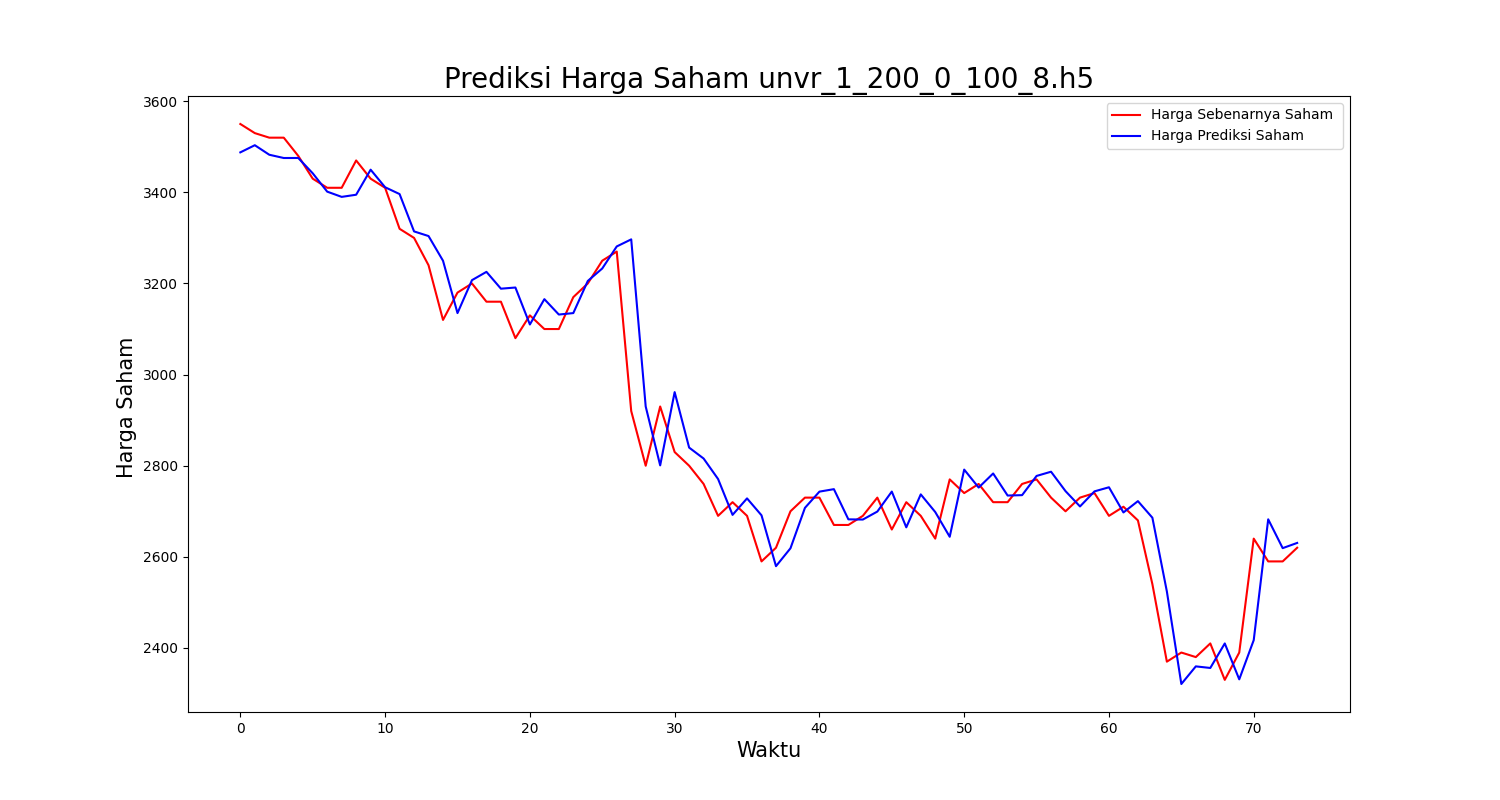 Prediksi Harga Saham unvr_1_200_0_100_8.h5
Harga Sebenarnya Saham
Harga Prediksi Saham
Harga Saham
3600
3400
3200
3000
2800
2600
2400
0 10 20 30 40 50 60 70
Waktu